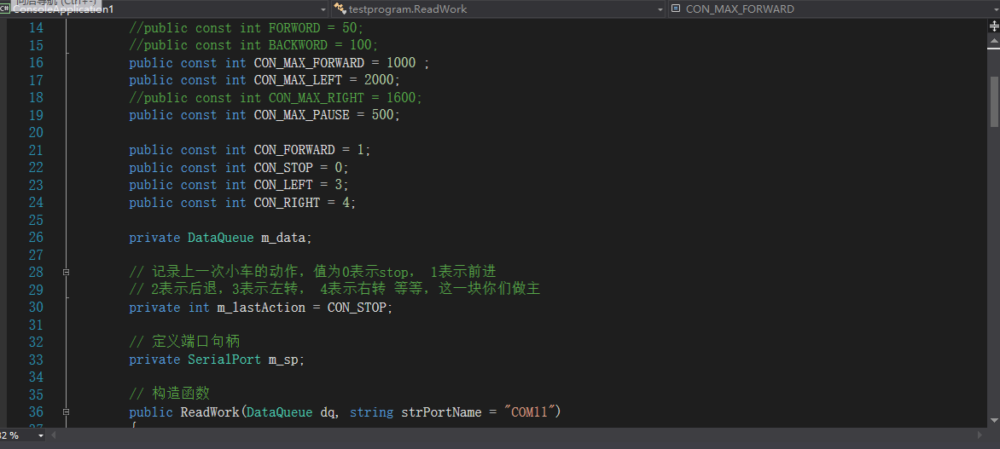 向后导航 (Ctrl+-)
ConsoleApplication1
testprogram.ReadWork
CON_MAX_FORWARD
14 //public const int FORWORD = 50;
15 //public const int BACKWORD = 100;
16 public const int CON_MAX_FORWARD = 1000 ;
17 public const int CON_MAX_LEFT = 2000;
18 //public const int CON_MAX_RIGHT = 1600;
19 public const int CON_MAX_PAUSE = 500;
20
21 public const int CON_FORWARD = 1;
22 public const int CON_STOP = 0;
23 public const int CON_LEFT = 3;
24 public const int CON_RIGHT = 4;
25
26 private DataQueue m_data;
27
28 // 记录上一次小车的动作，值为0表示stop， 1表示前进
29 // 2表示后退，3表示左转， 4表示右转 等等，这一块你们做主
30 private int m_lastAction = CON_STOP;
31
32 // 定义端口句柄
33 private SerialPort m_sp;
34
35 // 构造函数
36 public ReadWork(DataQueue dq, string strPortName = "COM11")
{